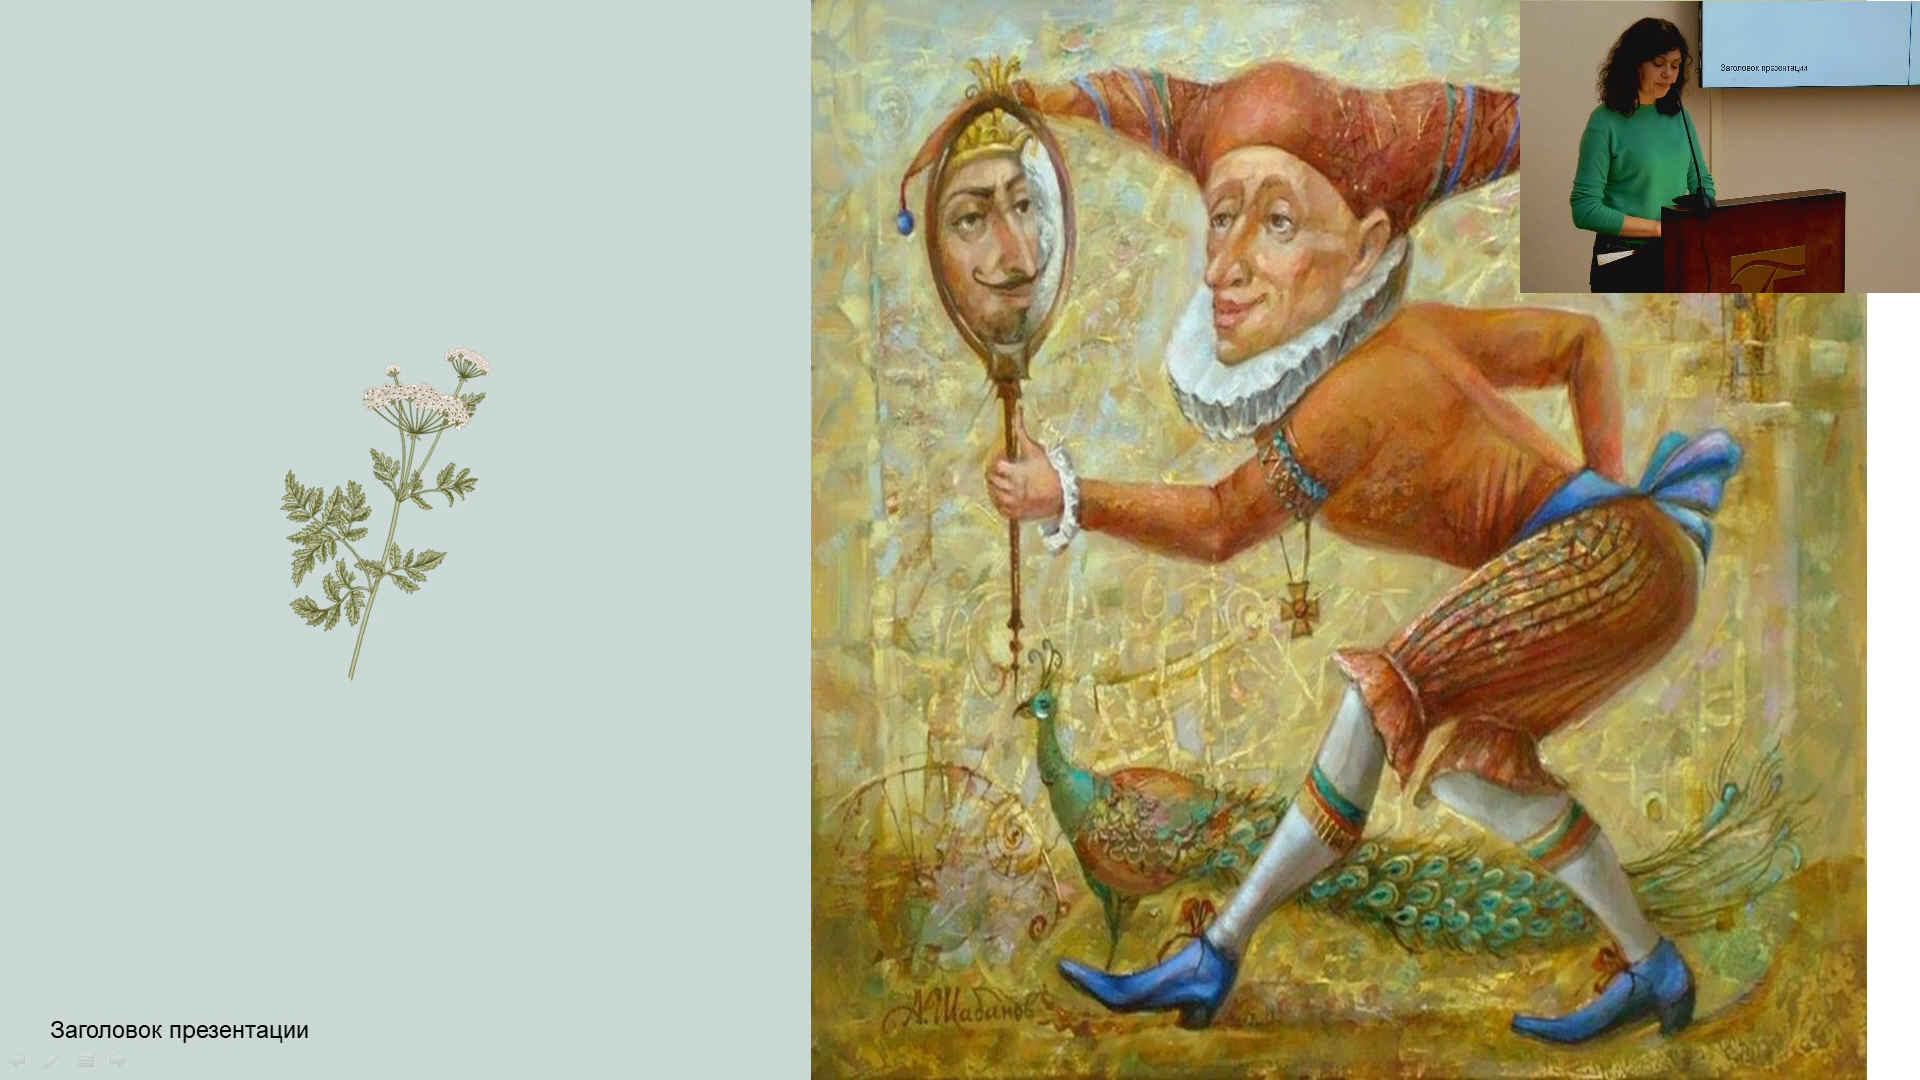 Заголовок презентации
А.Шабанов
Заголовок презентации